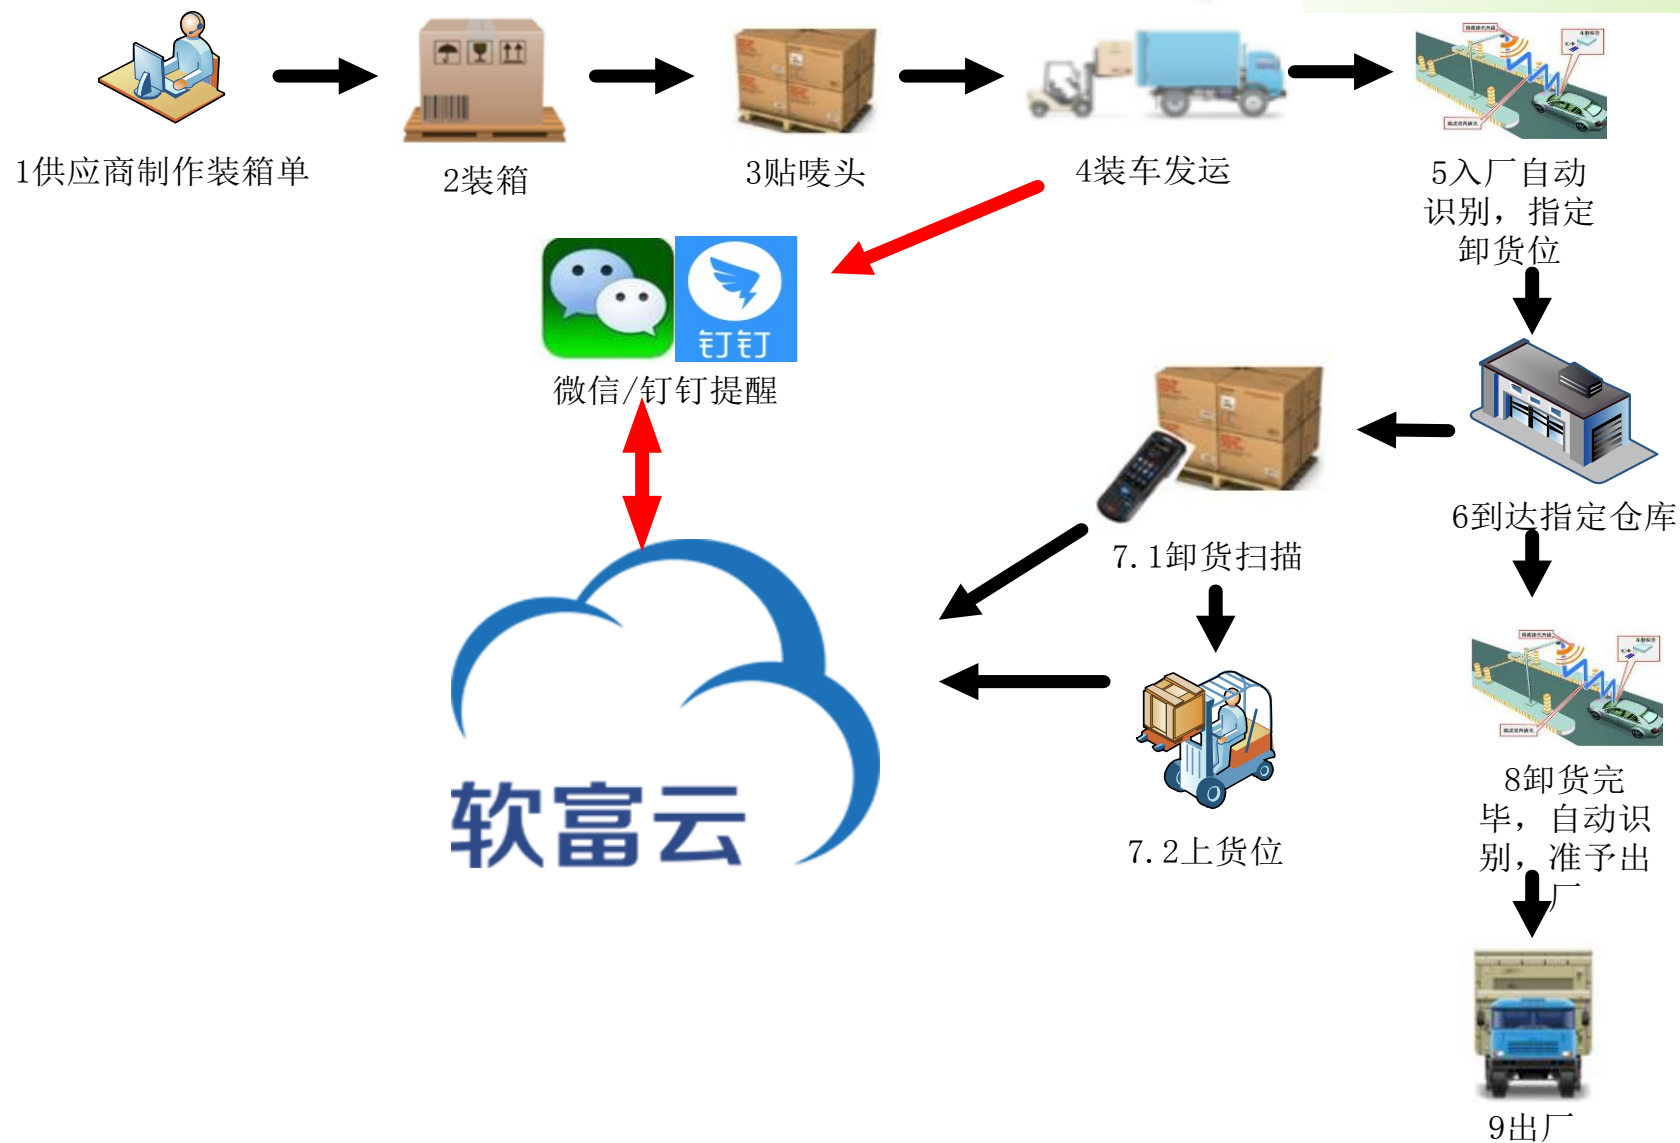 1供应商制作装箱单
2装箱
3贴唛头
4装车发运
5入厂自动
识别，指定
卸货位
钉钉
微信/钉钉提醒
6到达指定仓库
7.1卸货扫描
软富云
7.2上货位
8卸货完
毕，自动识
别，准予出
厂
9出厂